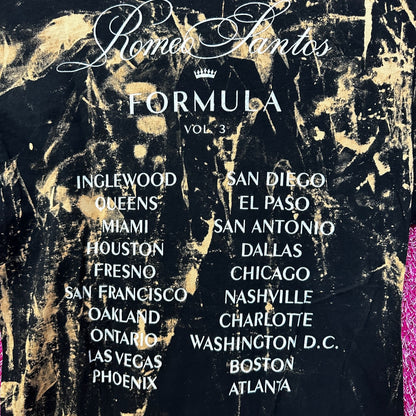 Romeo Santos
FORMULA
VOL. 3
INGLEWOOD SAN DIEGO
QUEENS EL PASO
MIAMI SAN ANTONIO
HOUSTON DALLAS
FRESNO CHICAGO
SAN FRANCISCO NASHVILLE
OAKLAND CHARLOTTE
ONTARIO WASHINGTON D.C.
LAS VEGAS BOSTON
PHOENIX ATLANTA